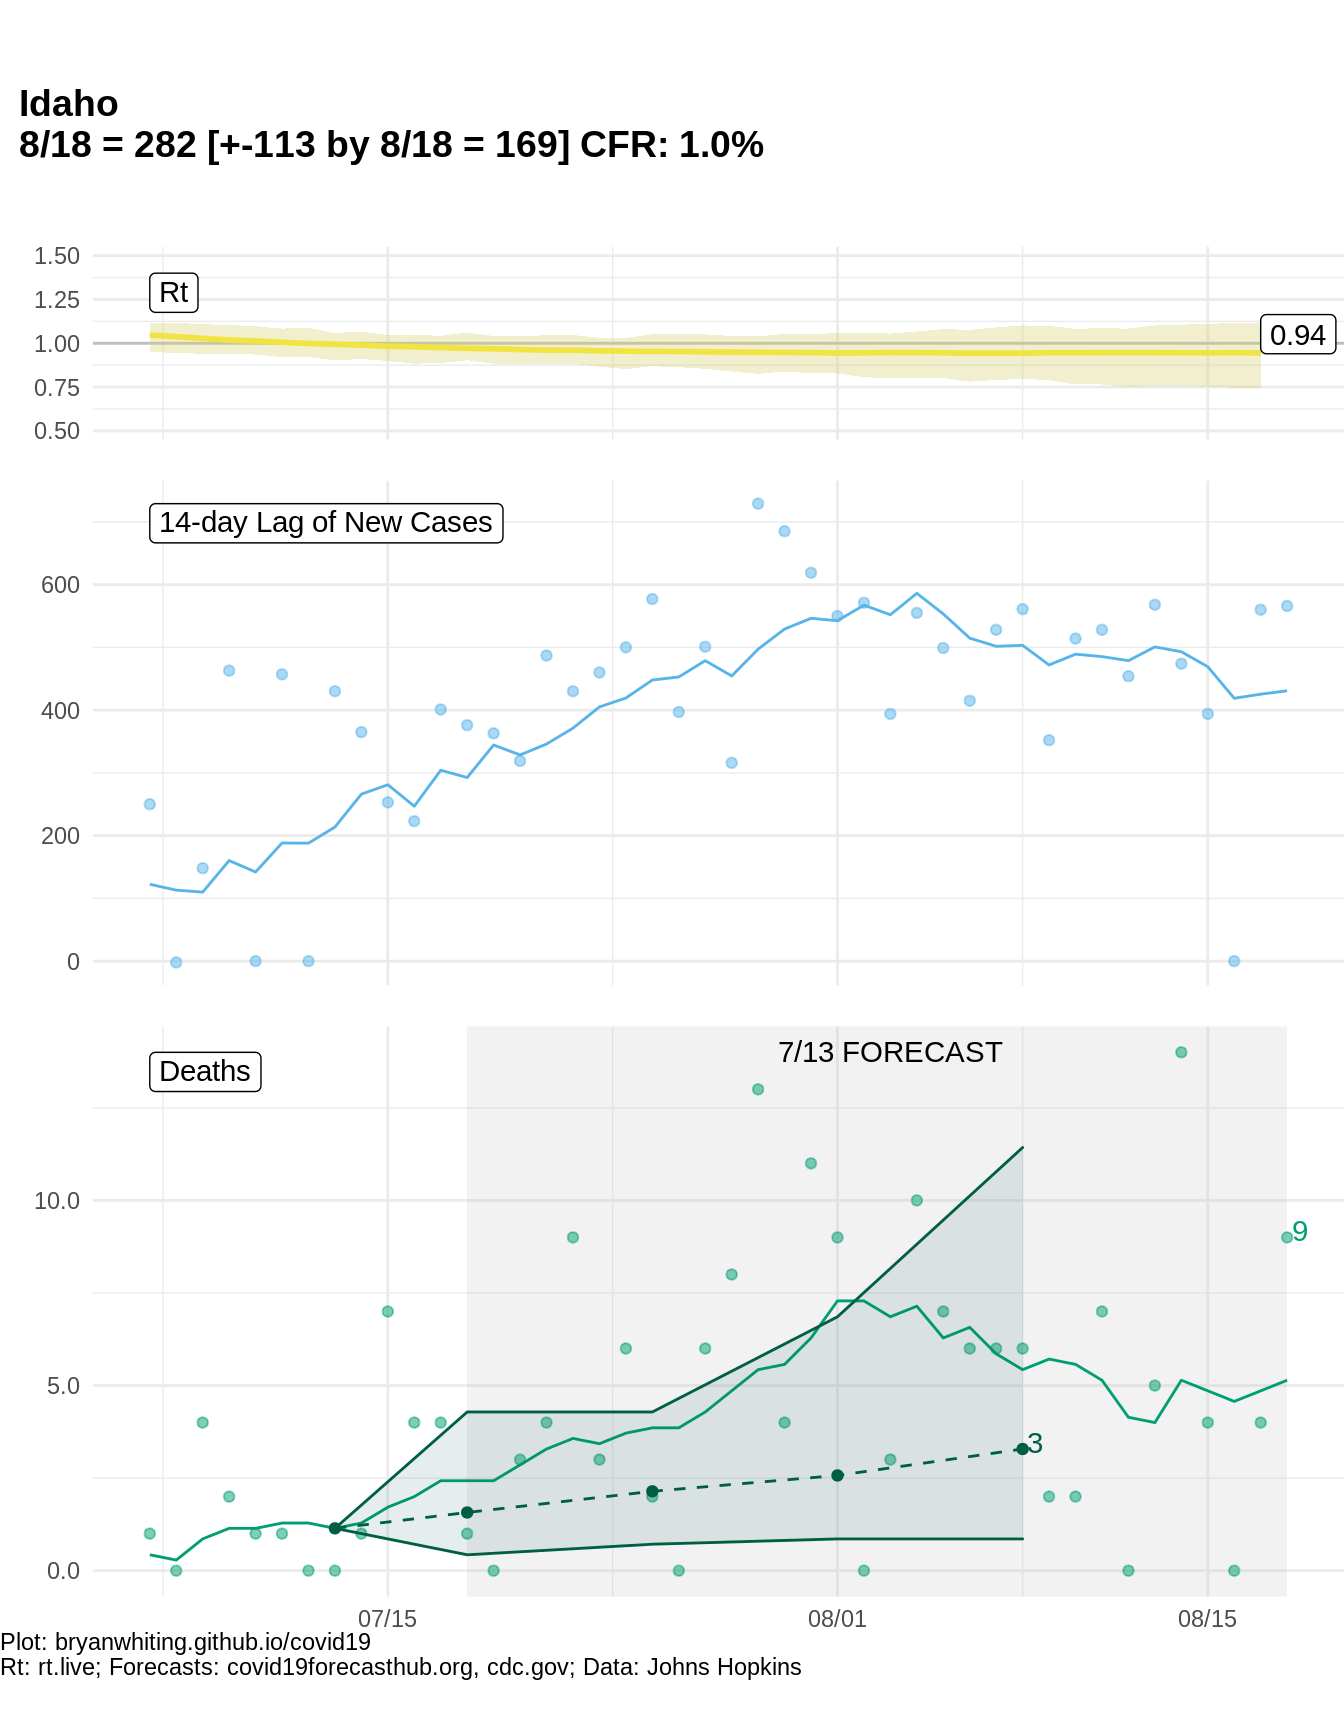 Idaho
8/18 = 282 [+-113 by 8/18 = 169] CFR: 1.0%
1.50
Rt
1.25
0.94
1.00
0.75
0.50
14-day Lag of New Cases
600
400
200
0
7/13 FORECAST
Deaths
10.0
9
5.0
3
0.0
07/15 08/01 08/15
Plot: bryanwhiting.github.io/covid19
Rt: rt.live; Forecasts: covid19forecasthub.org, cdc.gov; Data: Johns Hopkins